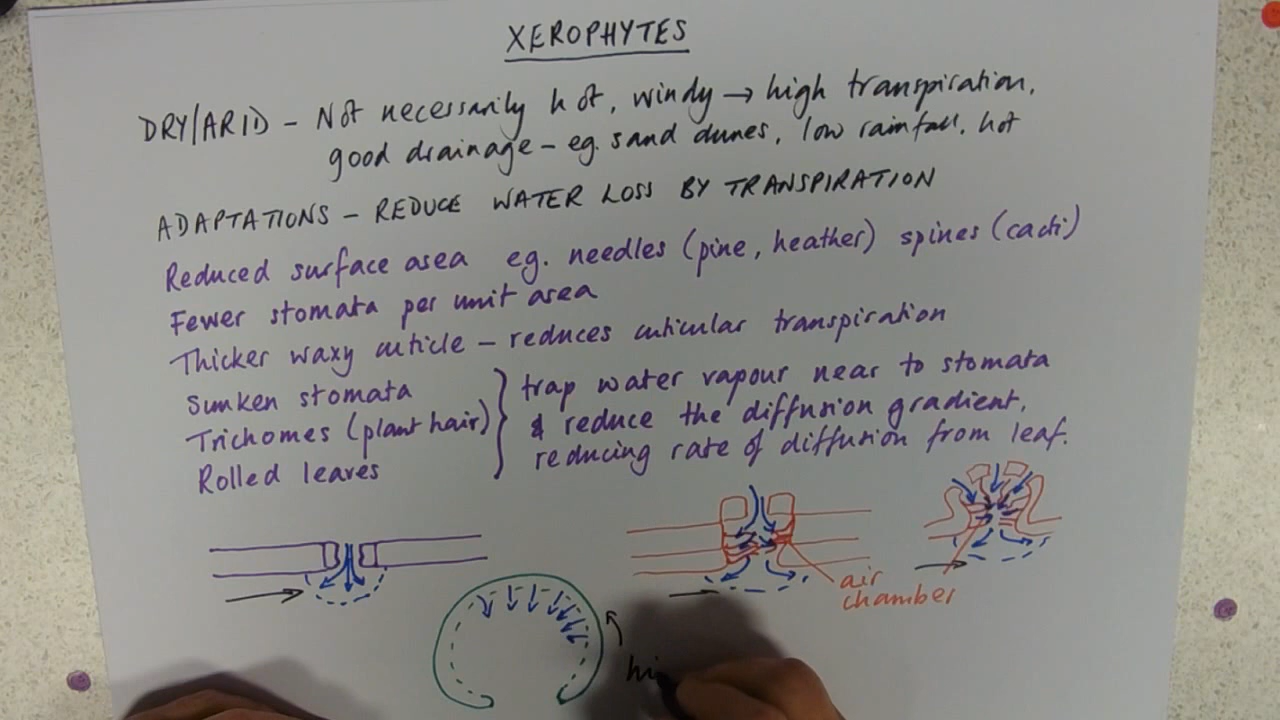 XEROPHYTES
DRY/ARID - Not necessarily hot, windy → high transpiration,
good drainage - eg. sand dunes, low rainfall, hot
ADAPTATIONS - REDUCE WATER LOSS BY TRANSPIRATION
Reduced surface area eg. needles (pine, heather) spines (cacti)
Fewer stomata per unit area
Thicker waxy cuticle - reduces cuticular transpiration
Sunken stomata
Trichomes (plant hair)
Rolled leaves
trap water vapour near to stomata
& reduce the diffusion gradient,
reducing rate of diffusion from leaf.
air
chamber